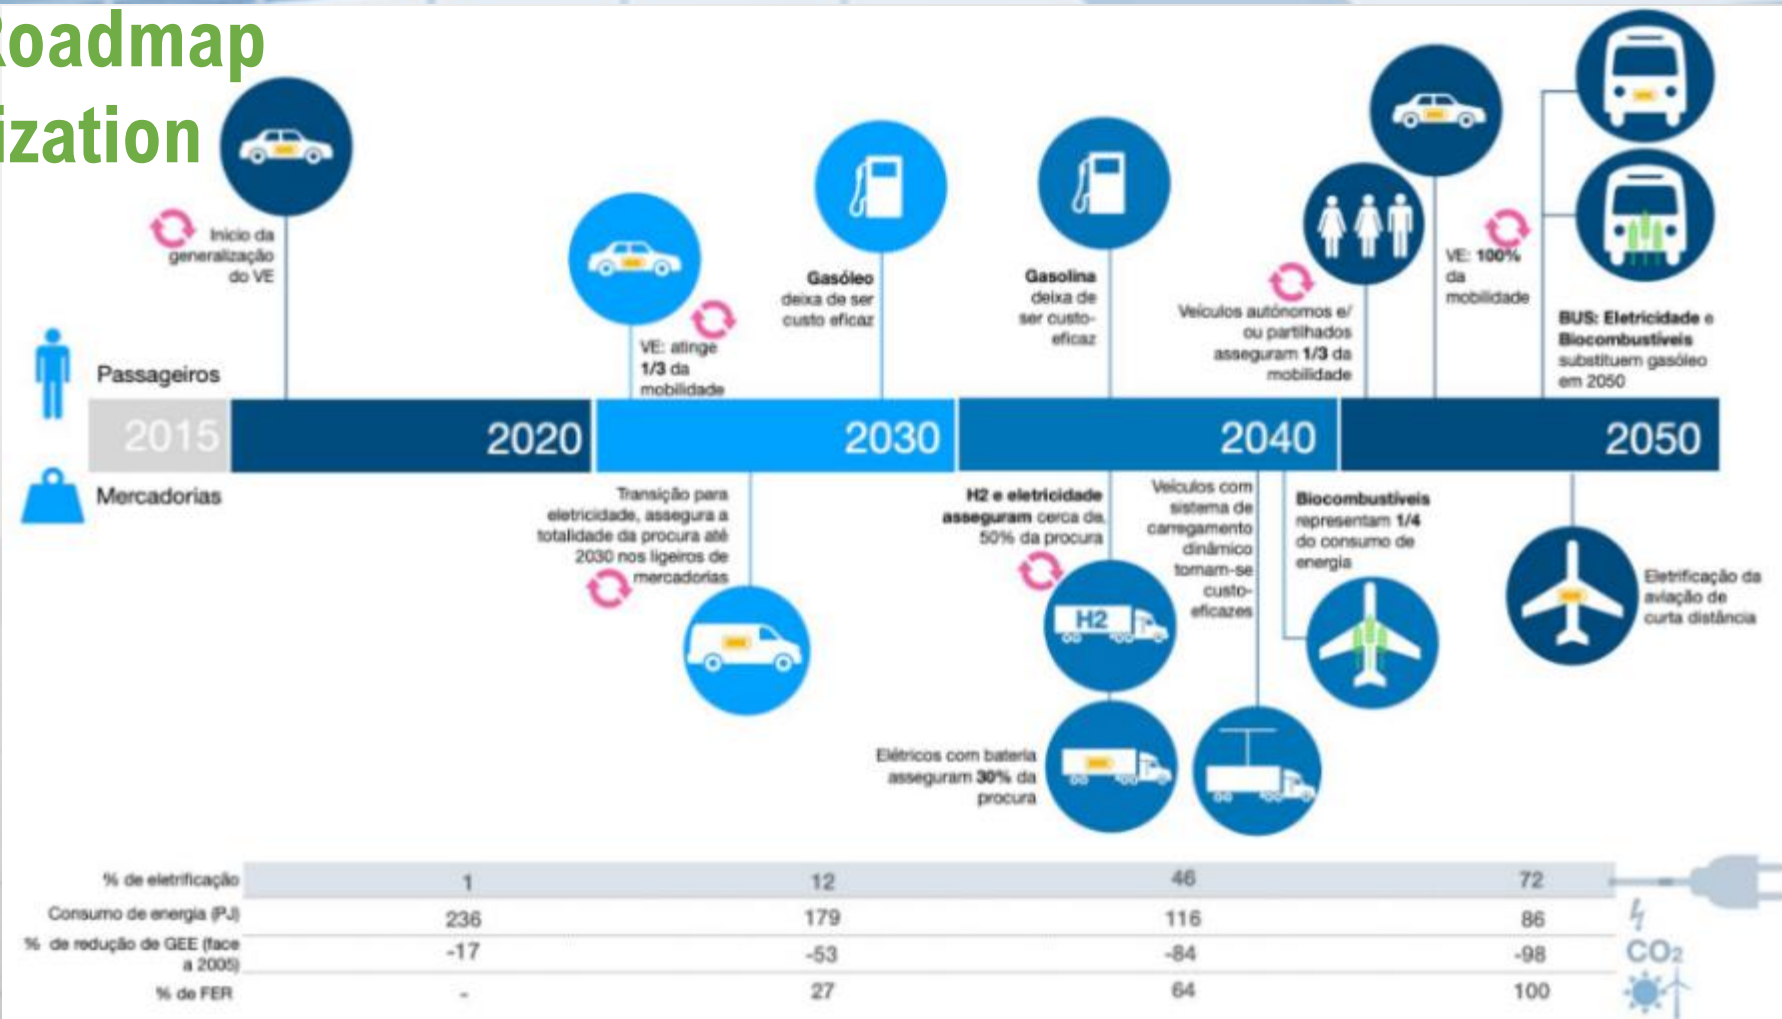 Roadmap
ization
Inicio da
generalização
do VE
VE: atinge
1/3 da
mobilidade
Gasóleo
deixa de ser
custo eficaz
Gasolina
deixa de
ser custo-
eficaz
Veículos autónomos e/
ou partilhados
asseguram 1/3 da
mobilidade
VE: 100%
da
mobilidade
BUS: Eletricidade e
Biocombustíveis
substituem gasóleo
em 2050
Passageiros
2015
2020
2030
2040
2050
Mercadorias
Transição para
eletricidade, assegura a
totalidade da procura até
2030 nos ligeiros de
mercadorias
H2 e eletricidade
asseguram cerca de
50% da procura
H2
Elétricos com bateria
asseguram 30% da
procura
Veículos com
sistema de
carregamento
dinâmico
tornam-se
custo-
eficazes
Biocombustíveis
representam 1/4
do consumo de
energia
Eletrificação da
aviação de
curta distância
% de eletrificação 1 12 46 72
Consumo de energia (PJ) 236 179 116 86
% de redução de GEE (face
a 2005) -17 -53 -84 -98
CO2
% de FER - 27 64 100